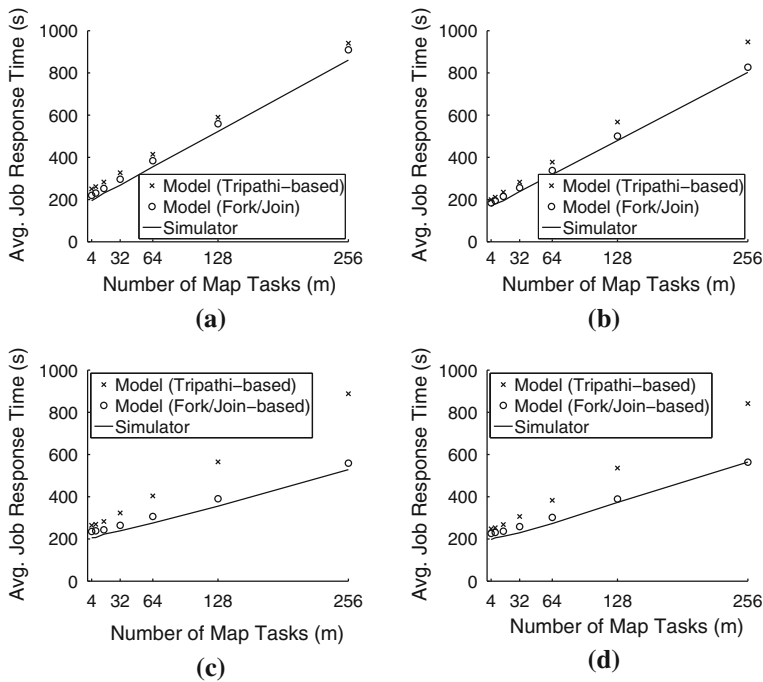 Avg. Job Response Time (s)
1000
800
600
400
200
0
× Model (Tripathi-based)
o Model (Fork/Join)
— Simulator
4 32 64 128 256
Number of Map Tasks (m)
(a)
Avg. Job Response Time (s)
1000
800
600
400
200
0
× Model (Tripathi-based)
o Model (Fork/Join)
— Simulator
4 32 64 128 256
Number of Map Tasks (m)
(b)
Avg. Job Response Time (s)
1000
800
600
400
200
0
× Model (Tripathi-based)
o Model (Fork/Join-based)
— Simulator
4 32 64 128 256
Number of Map Tasks (m)
(c)
Avg. Job Response Time (s)
1000
800
600
400
200
0
× Model (Tripathi-based)
o Model (Fork/Join-based)
— Simulator
4 32 64 128 256
Number of Map Tasks (m)
(d)